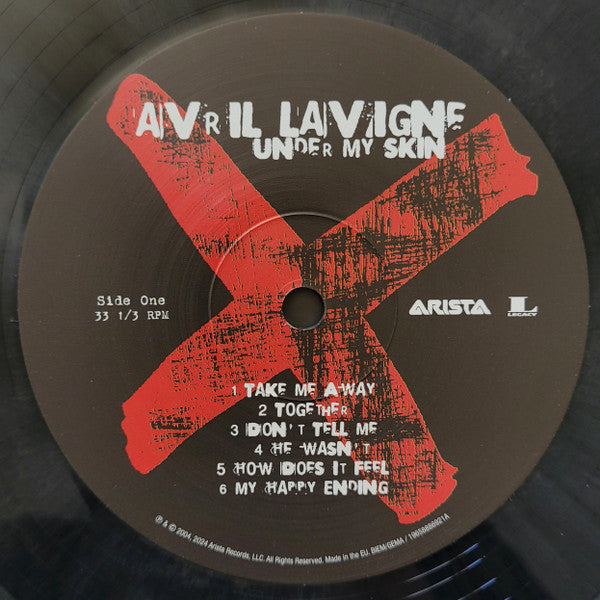 AVrIL LAVIGNE
UNDER MY SKIN
Side One
33 1/3 RPM
ARISTA
L
LEGACY
1 TAKE ME AWAY
2 TOGETHER
3 DON'T TELL ME
4 HE WASN'T
5 HOW DOES IT FEEL
6 MY HAPPY ENDING
℗ & © 2004, 2024 Arista Records, LLC. All Rights Reserved. Made in the EU. BIEM/GEMA / 19658886921A